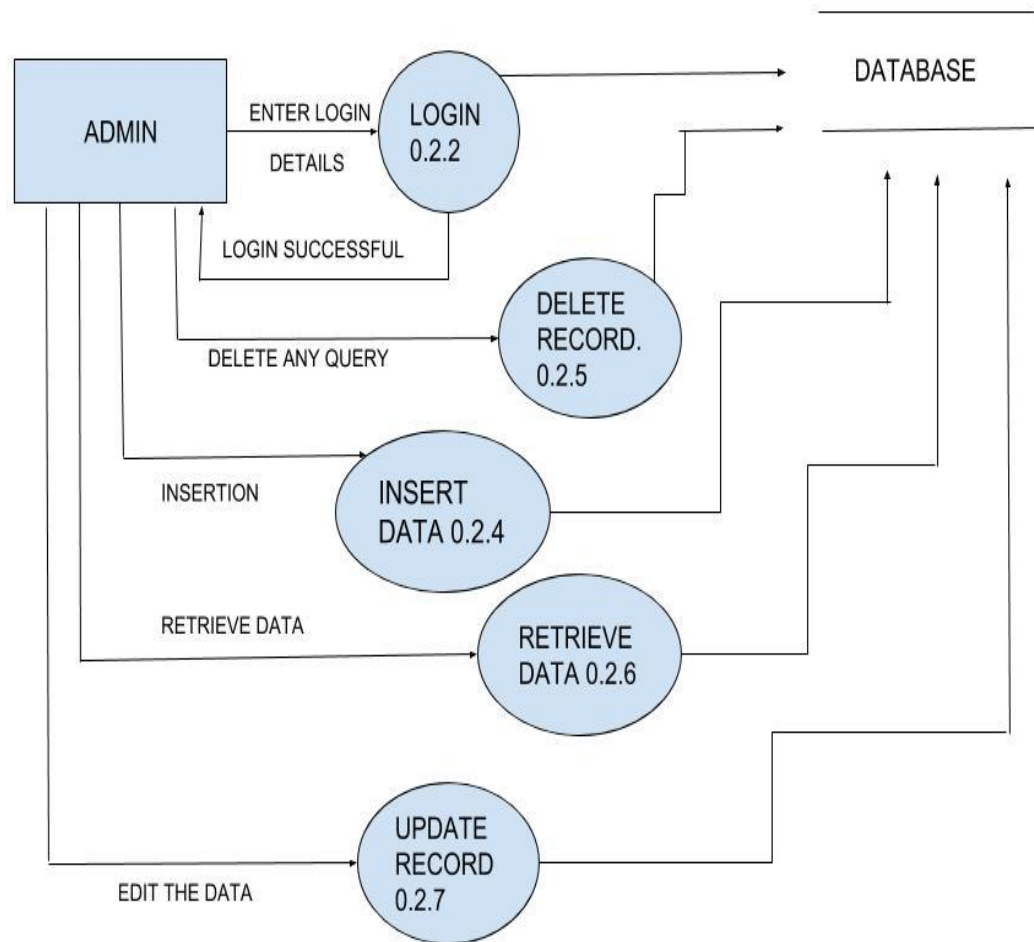 ADMIN
ENTER LOGIN
DETAILS
LOGIN
0.2.2
DATABASE
LOGIN SUCCESSFUL
DELETE
RECORD.
0.2.5
DELETE ANY QUERY
INSERTION
INSERT
DATA 0.2.4
RETRIEVE DATA
RETRIEVE
DATA 0.2.6
UPDATE
RECORD
0.2.7
EDIT THE DATA